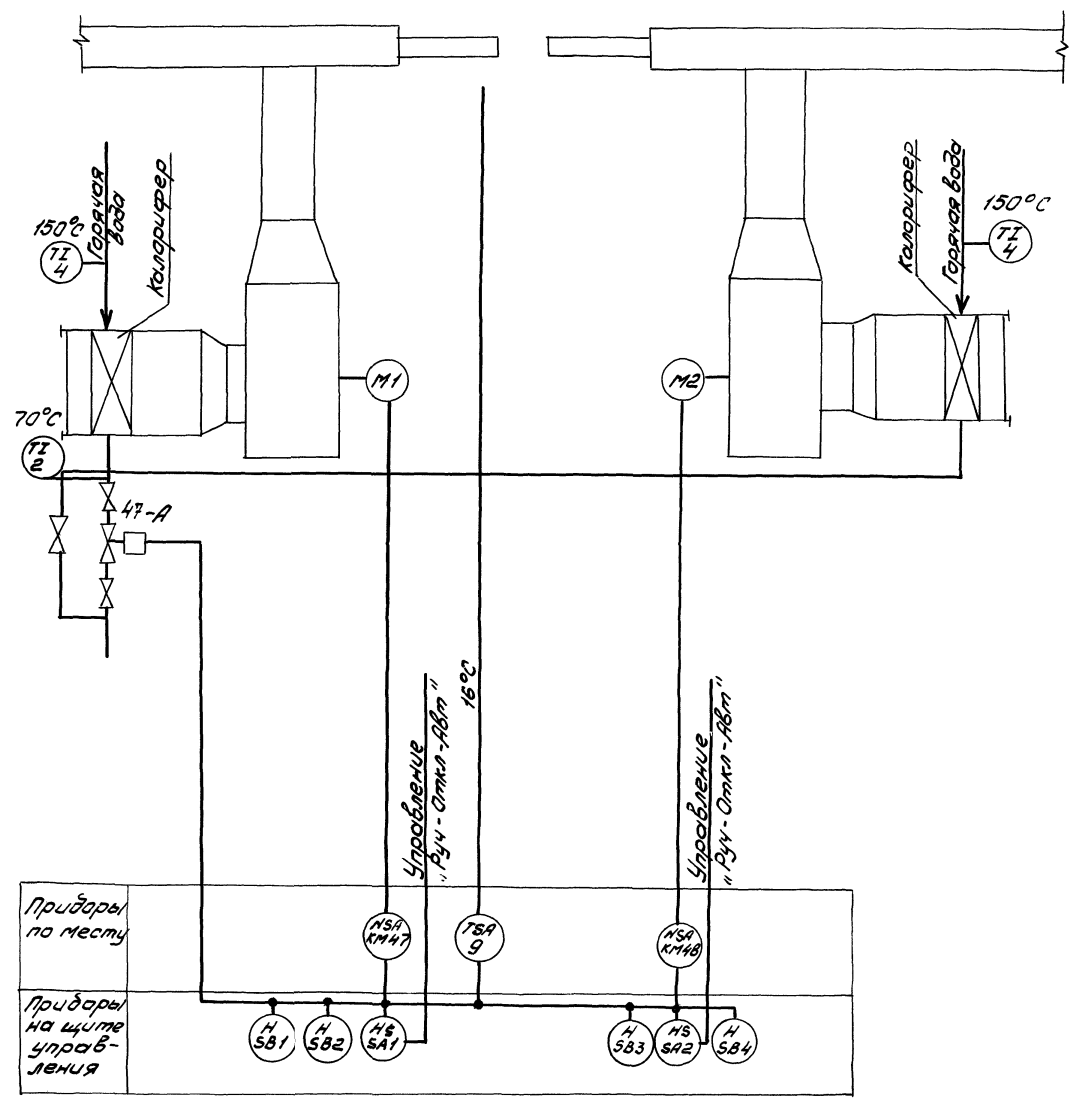 150°C
TI
4
Горячая
вода
Калорифер
Калорифер
Горячая вода
150°C
TI
4
M1
M2
70°C
TI
2
47-А
16°C
Управление
„Руч-Откл-Авт"
Управление
„Руч-Откл-Авт"
Приборы
по месту
NSA
KM47
TSA
9
NSA
KM48
Приборы
на щите
управ-
ления
H
SB1
H
SB2
HS
SA1
H
SB3
HS
SA2
H
SB4